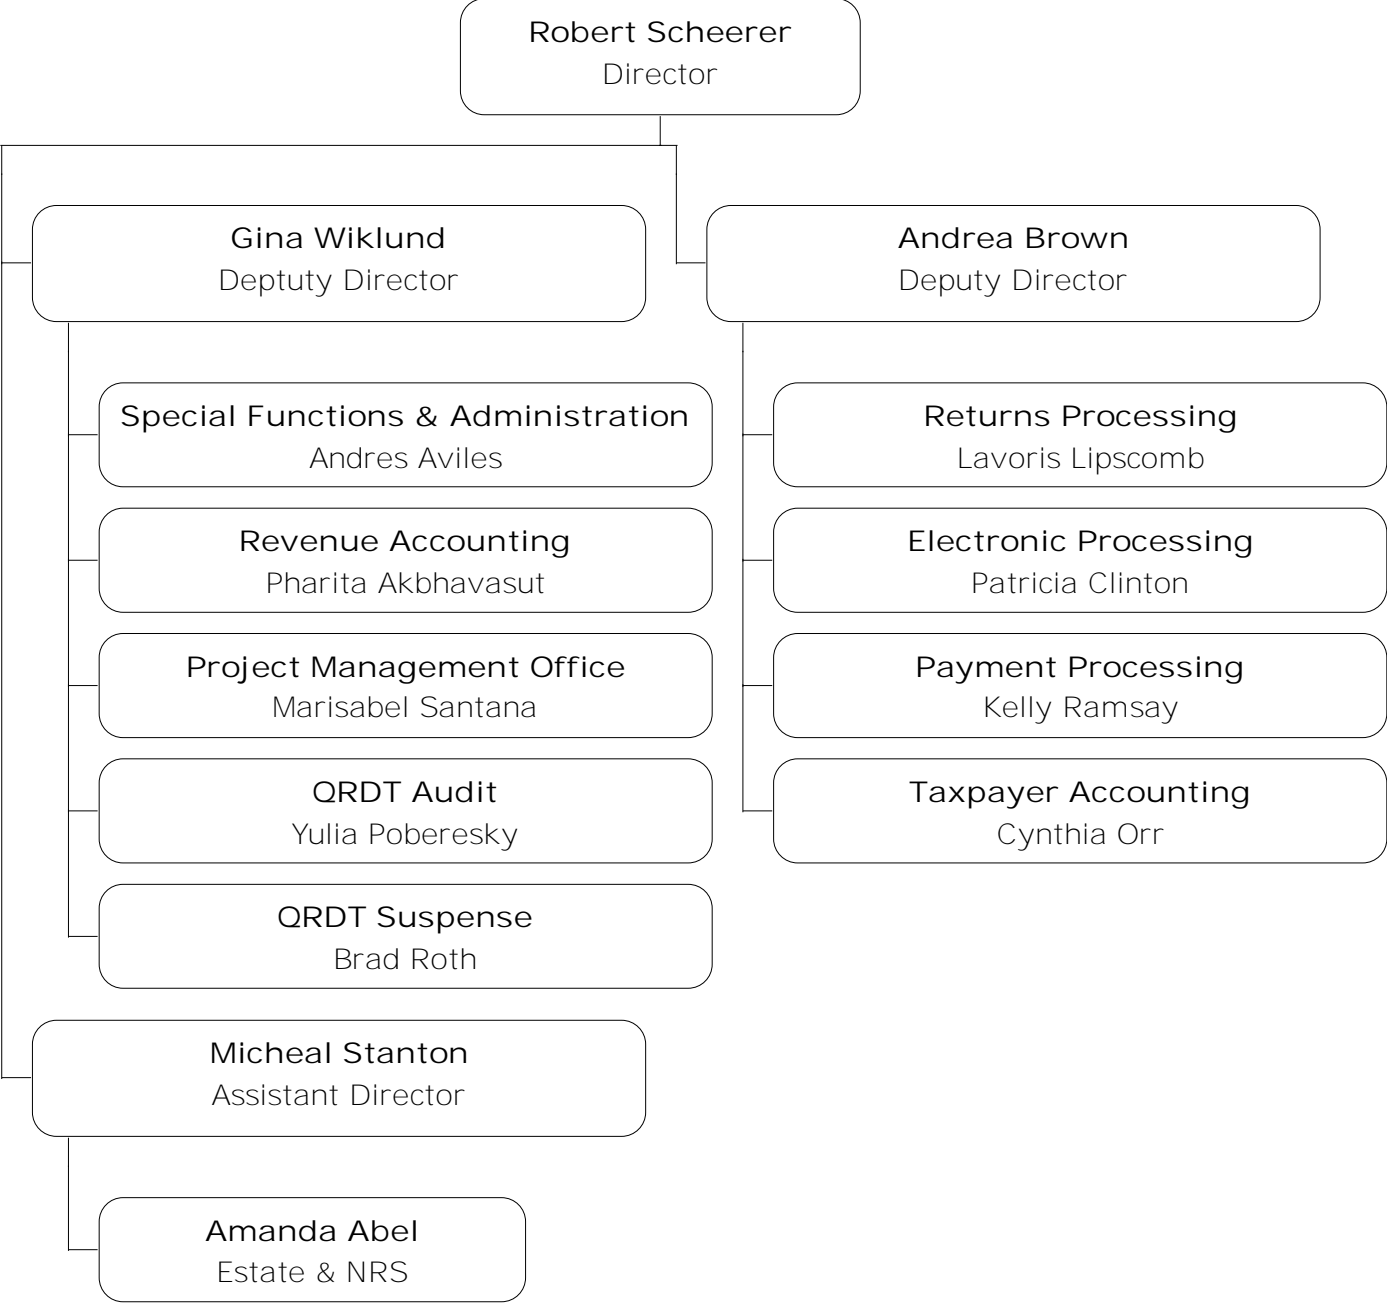 Robert Scheerer
Director
Gina Wiklund
Deptuty Director
Andrea Brown
Deputy Director
Special Functions & Administration
Andres Aviles
Revenue Accounting
Pharita Akbhavasut
Project Management Office
Marisabel Santana
QRDT Audit
Yulia Poberesky
QRDT Suspense
Brad Roth
Returns Processing
Lavoris Lipscomb
Electronic Processing
Patricia Clinton
Payment Processing
Kelly Ramsay
Taxpayer Accounting
Cynthia Orr
Micheal Stanton
Assistant Director
Amanda Abel
Estate & NRS